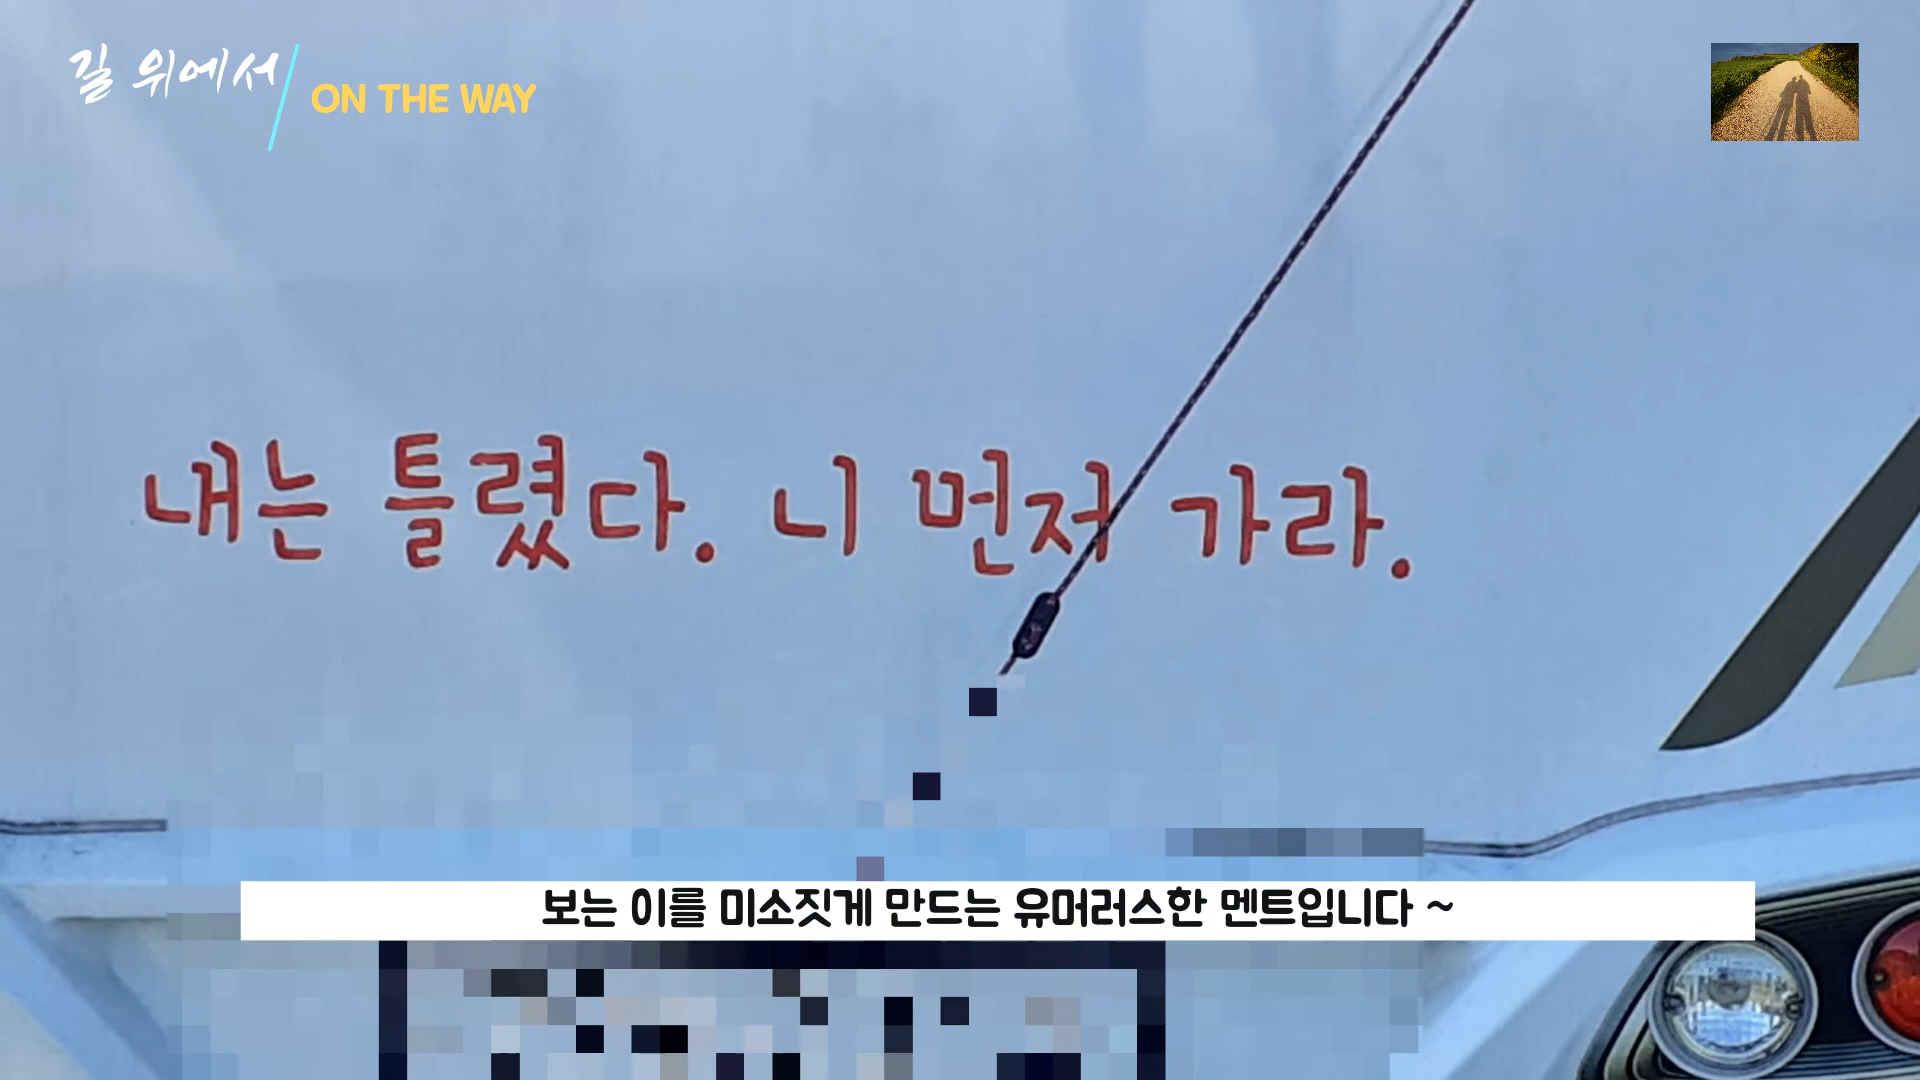 길 위에서
ON THE WAY
내는 틀렸다. 니 먼저 가라.
보는 이를 미소짓게 만드는 유머러스한 멘트입니다 ~